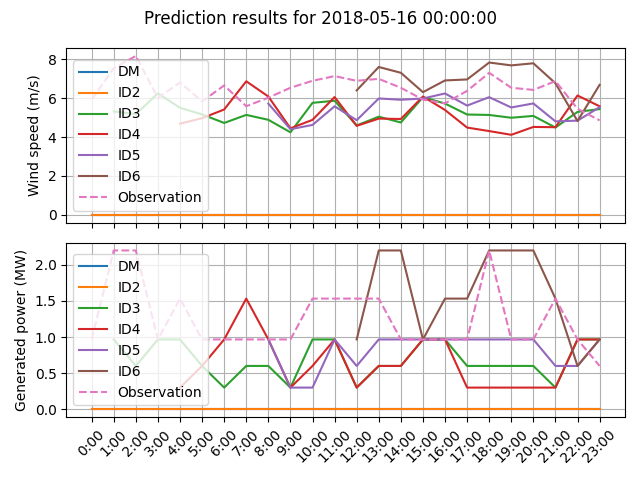 Prediction results for 2018-05-16 00:00:00
Wind speed (m/s)
8
6
4
2
0
DM
ID2
ID3
ID4
ID5
ID6
Observation
Generated power (MW)
2.0
1.5
1.0
0.5
0.0
DM
ID2
ID3
ID4
ID5
ID6
Observation
0:00
1:00
2:00
3:00
4:00
5:00
6:00
7:00
8:00
9:00
10:00
11:00
12:00
13:00
14:00
15:00
16:00
17:00
18:00
19:00
20:00
21:00
22:00
23:00